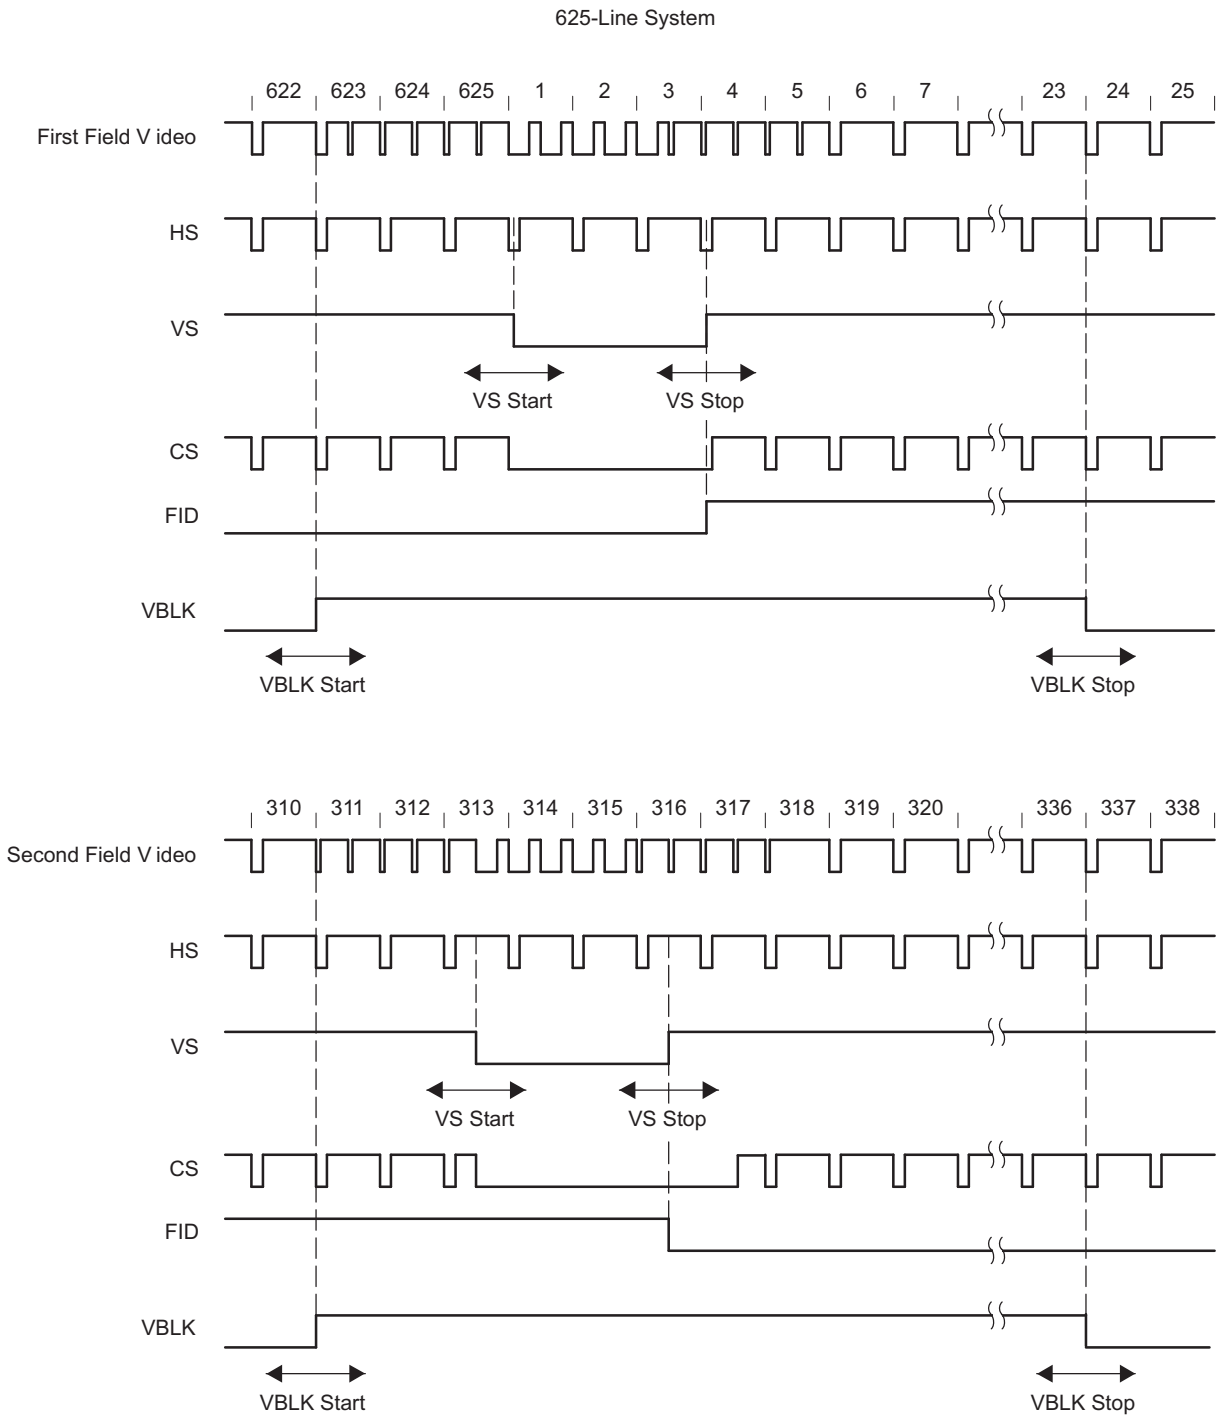 625-Line System
622 623 624 625 1 2 3 4 5 6 7 23 24 25
First Field V ideo
HS
VS
VS Start VS Stop
CS
FID
VBLK
VBLK Start VBLK Stop
310 311 312 313 314 315 316 317 318 319 320 336 337 338
Second Field V ideo
HS
VS
VS Start VS Stop
CS
FID
VBLK
VBLK Start VBLK Stop